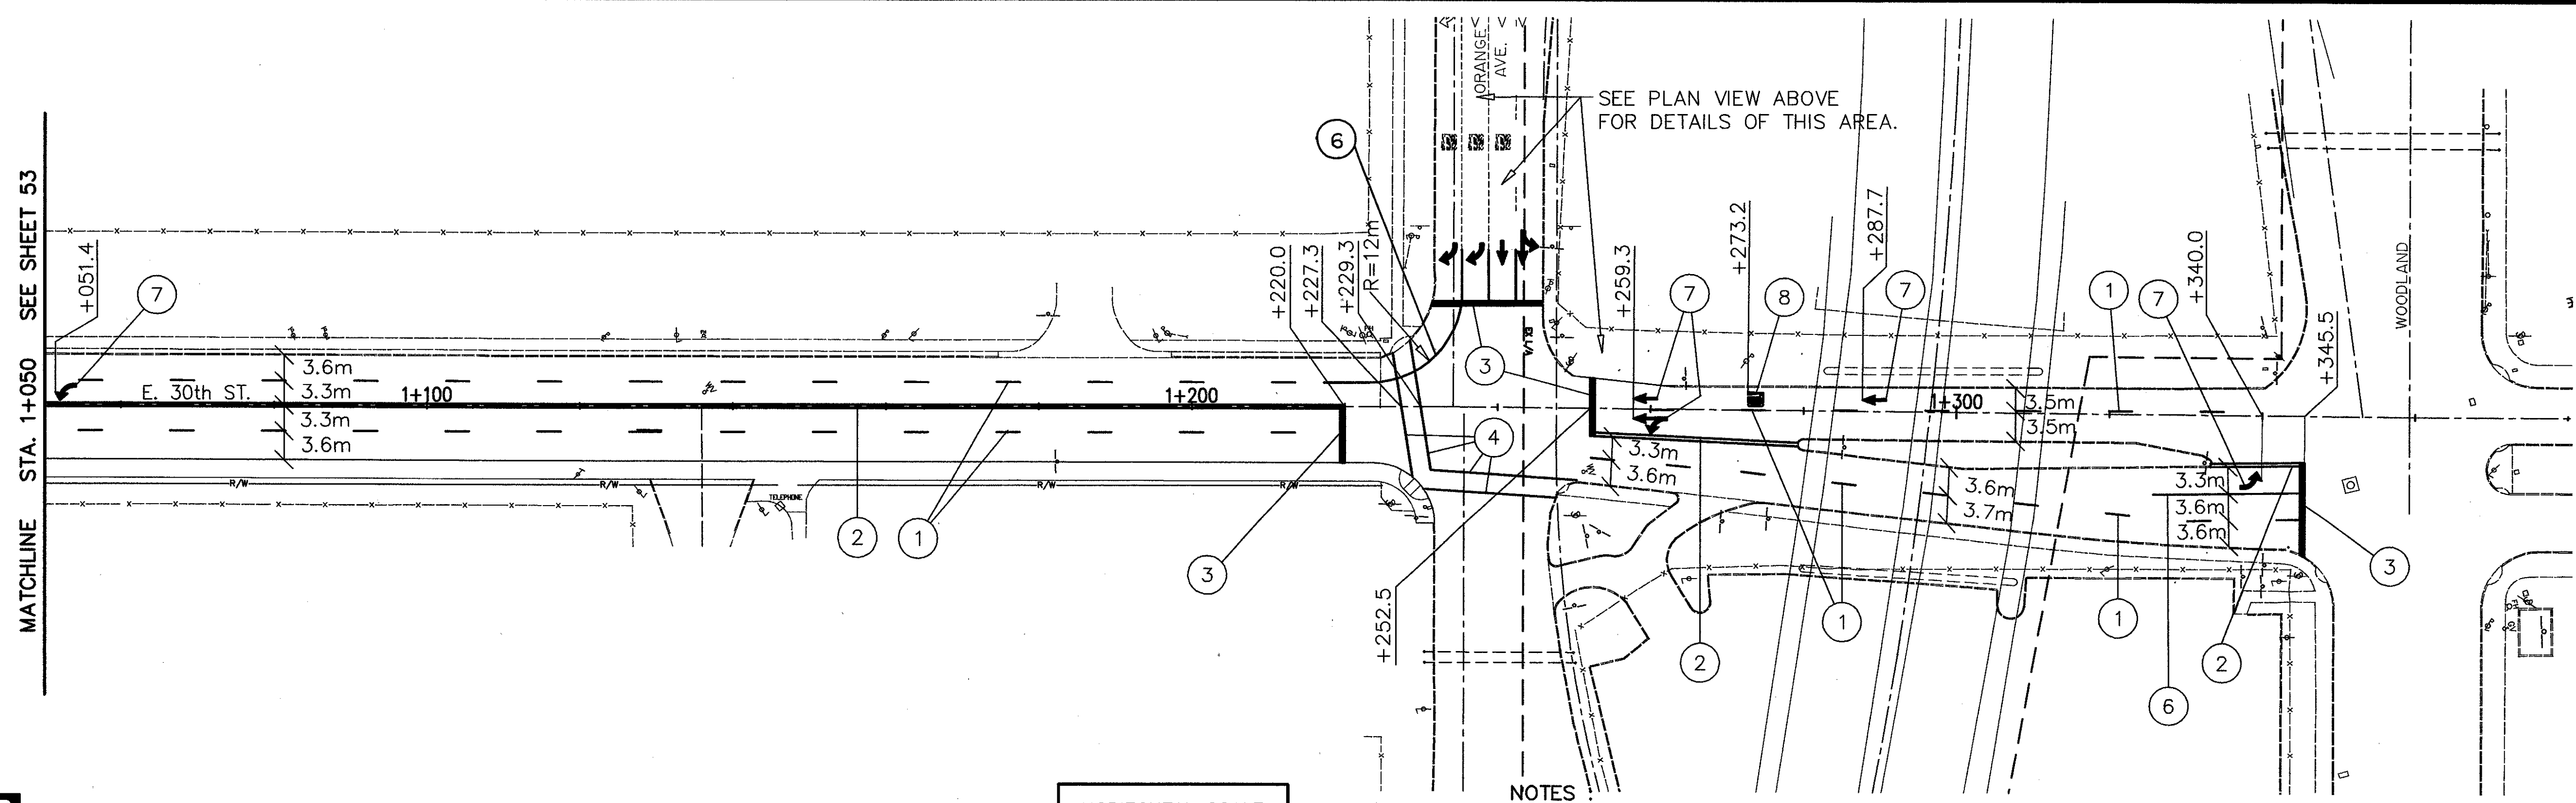 MATCHLINE STA. 1+050 SEE SHEET 53
+051.4
7
E. 30th ST.
3.6m
3.3m
3.3m
3.6m
1+100
1+200
R/W
R/W
R/W
R/W
TELEPHONE
2
1
3
+220.0
+227.3
+229.3
R=12m
6
ORANGE
AVE.
SEE PLAN VIEW ABOVE
FOR DETAILS OF THIS AREA.
EX L/A
3
4
+252.5
+259.3
7
+273.2
8
+287.7
7
1+300
3.3m
3.6m
3.5m
3.5m
3.6m
3.7m
2
1
1
7
+340.0
+345.5
3.3m
3.6m
3.6m
1
6
2
3
WOODLAND
NOTES :